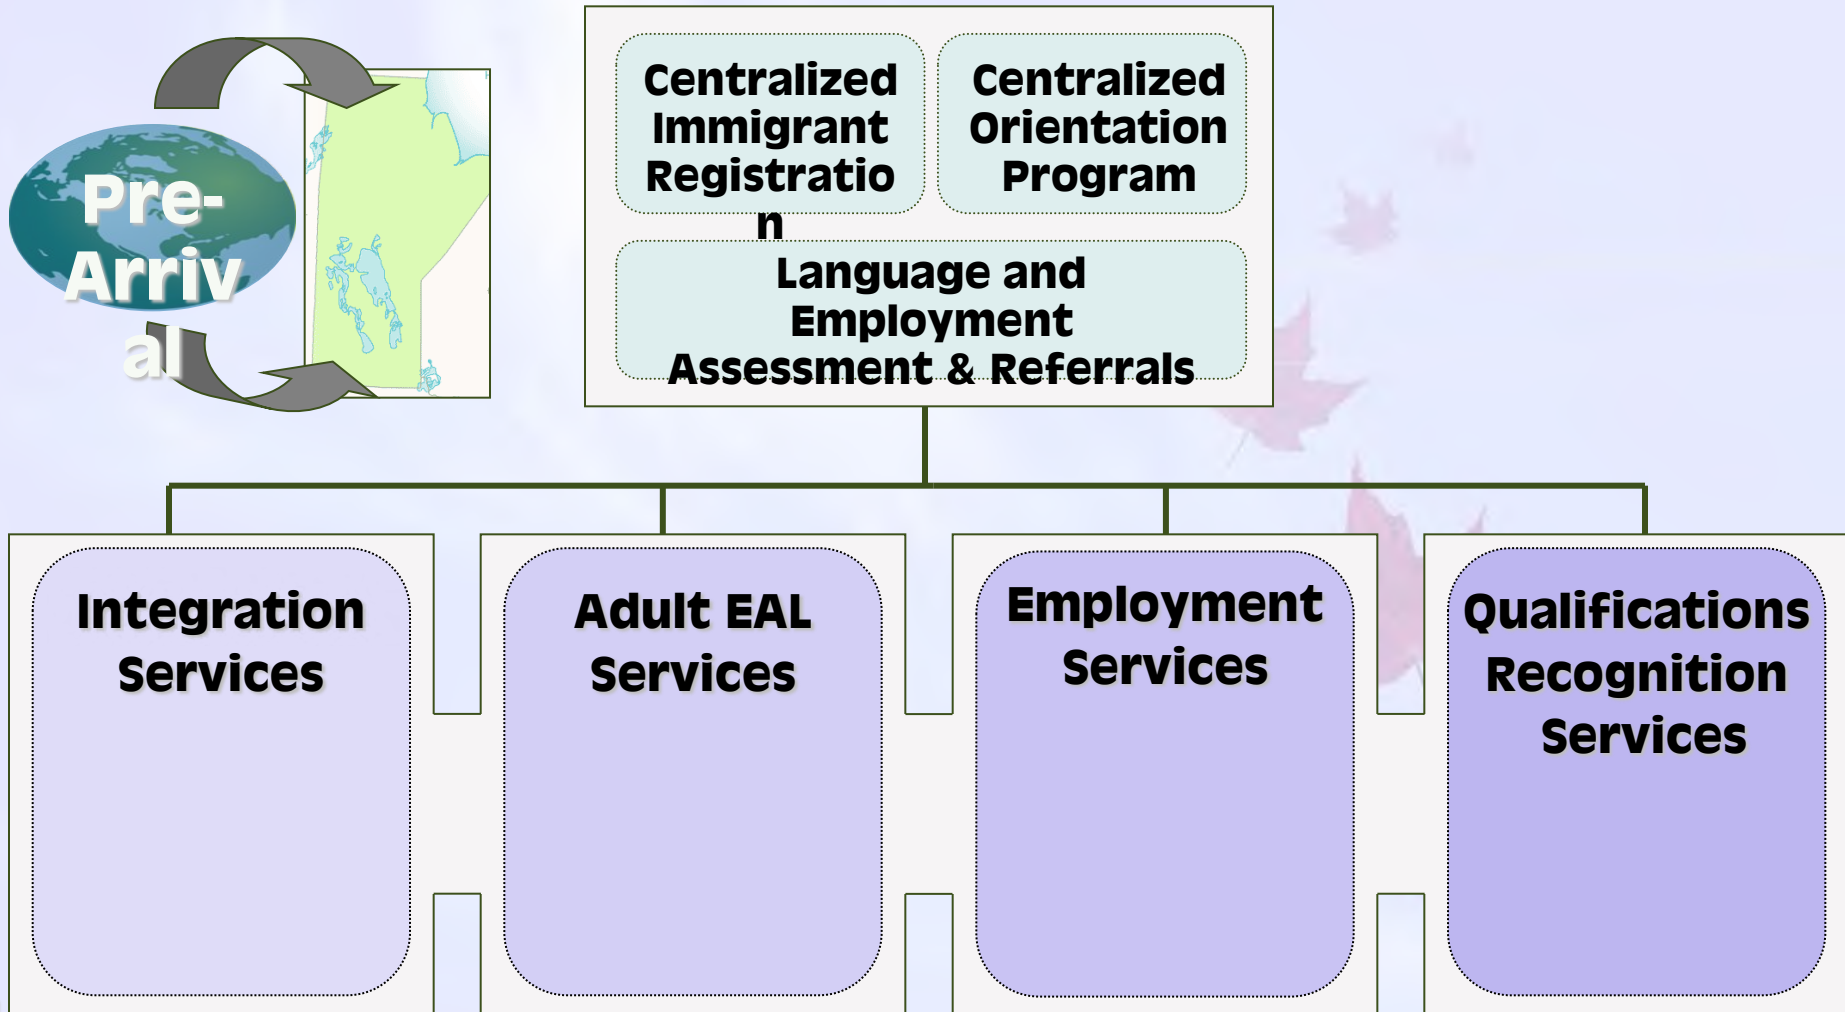 Pre-
Arriv
al
Centralized
Immigrant
Registratio
n
Centralized
Orientation
Program
Language and
Employment
Assessment & Referrals
Integration
Services
Adult EAL
Services
Employment
Services
Qualifications
Recognition
Services